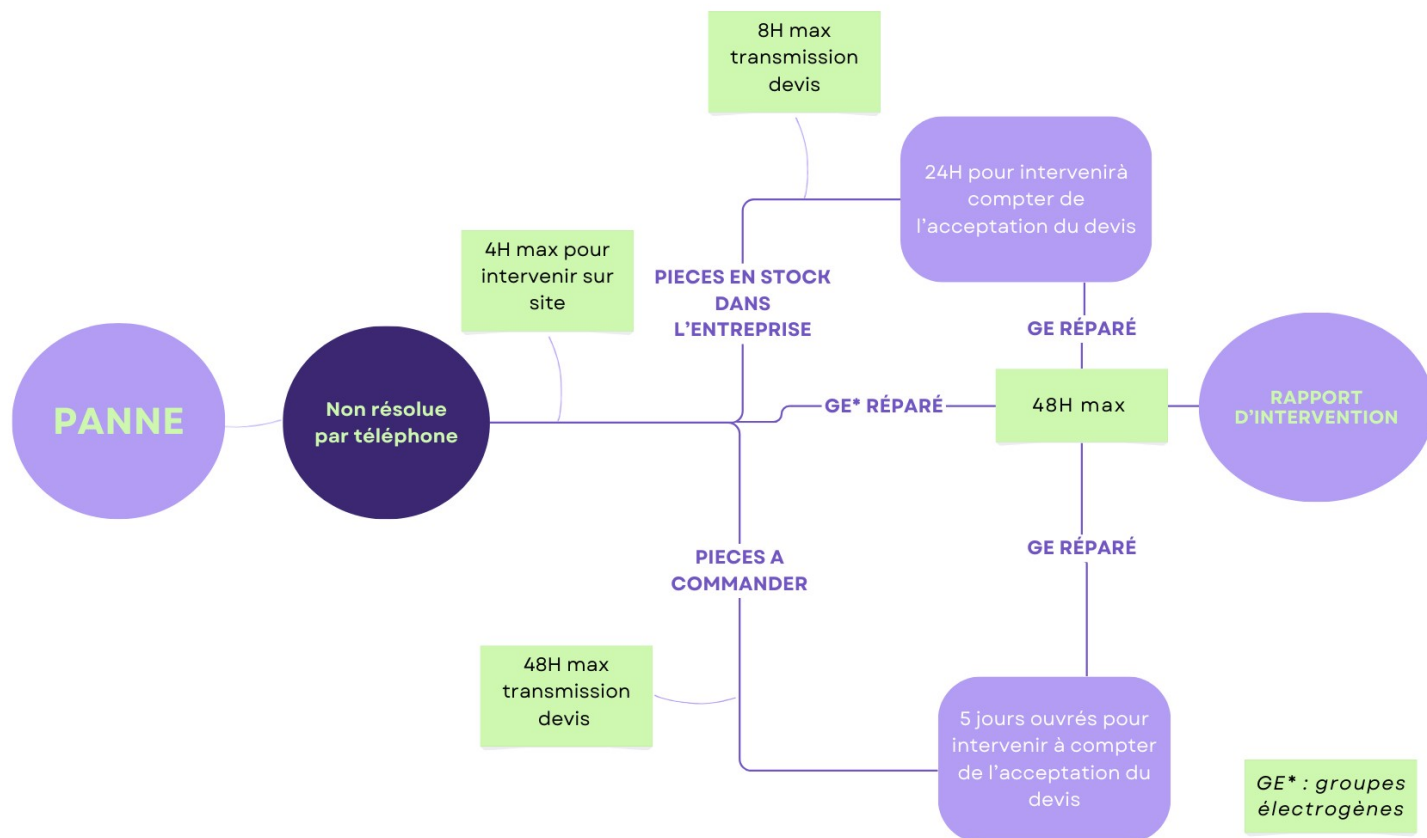 8H max
transmission
devis
24H pour intervenirà
compter de
l'acceptation du devis
4H max pour
intervenir sur
site
PIECES EN STOCK
DANS
L'ENTREPRISE
GE RÉPARÉ
PANNE
Non résolue
par téléphone
GE* RÉPARÉ
48H max
RAPPORT
D'INTERVENTION
PIECES A
COMMANDER
GE RÉPARÉ
48H max
transmission
devis
5 jours ouvrés pour
intervenir à compter
de l'acceptation du
devis
GE* : groupes
électrogènes